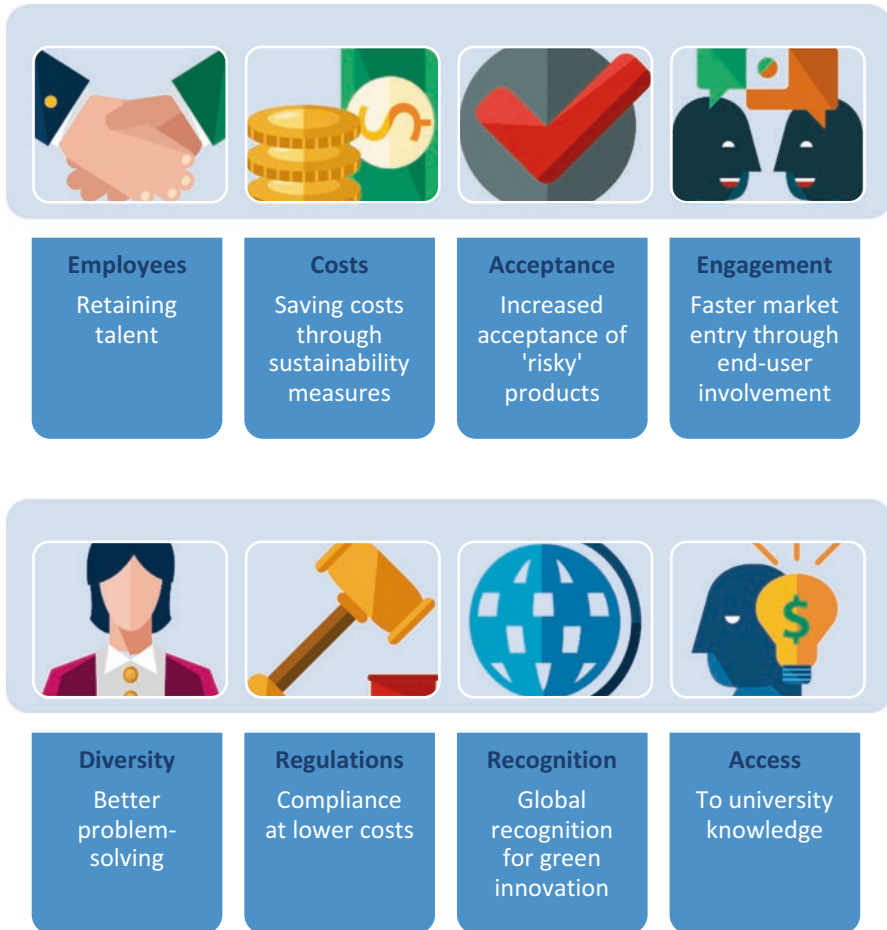 Employees
Retaining
talent
Costs
Saving costs
through
sustainability
measures
Acceptance
Increased
acceptance of
'risky'
products
Engagement
Faster market
entry through
end-user
involvement
$
Diversity
Better
problem-
solving
Regulations
Compliance
at lower costs
Recognition
Global
recognition
for green
innovation
$
Access
To university
knowledge